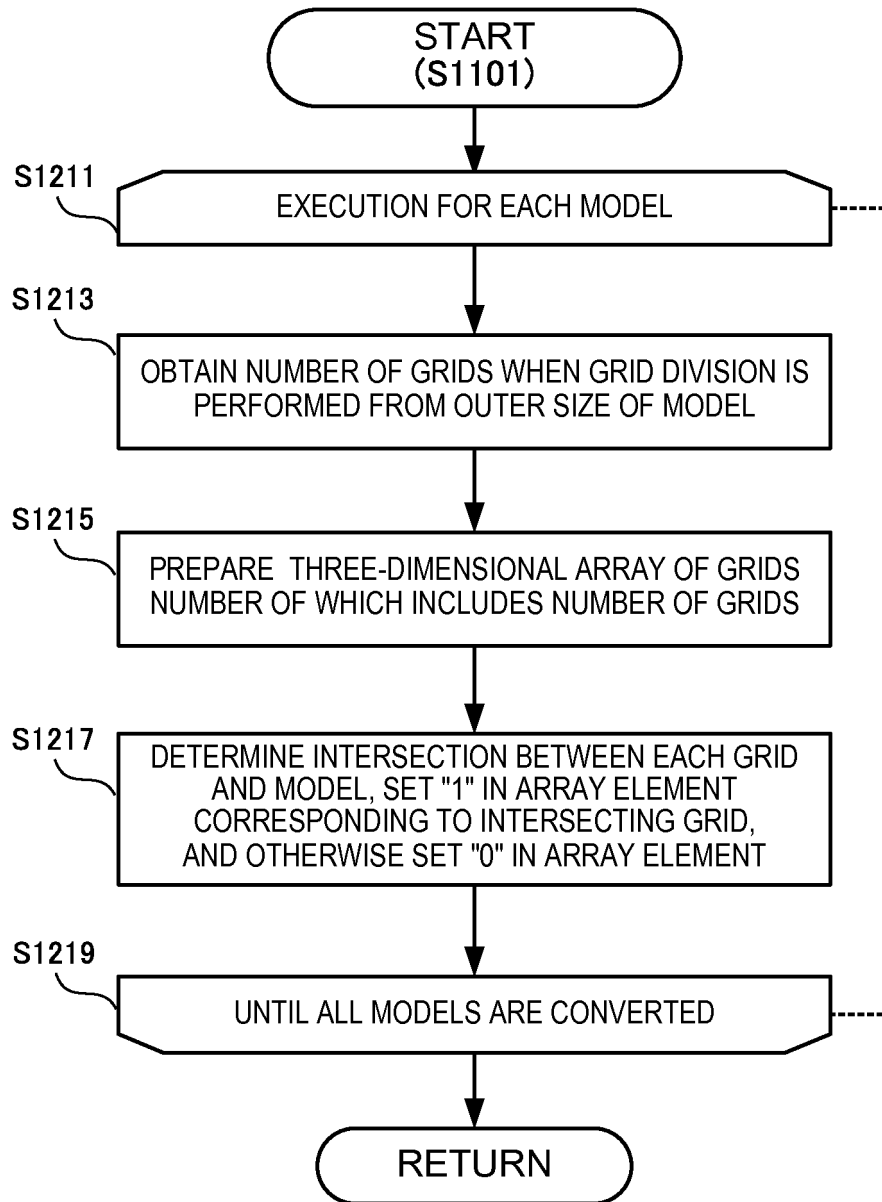 START
(S1101)
S1211
EXECUTION FOR EACH MODEL
S1213
OBTAIN NUMBER OF GRIDS WHEN GRID DIVISION IS
PERFORMED FROM OUTER SIZE OF MODEL
S1215
PREPARE THREE-DIMENSIONAL ARRAY OF GRIDS
NUMBER OF WHICH INCLUDES NUMBER OF GRIDS
S1217
DETERMINE INTERSECTION BETWEEN EACH GRID
AND MODEL, SET "1" IN ARRAY ELEMENT
CORRESPONDING TO INTERSECTING GRID,
AND OTHERWISE SET "0" IN ARRAY ELEMENT
S1219
UNTIL ALL MODELS ARE CONVERTED
RETURN